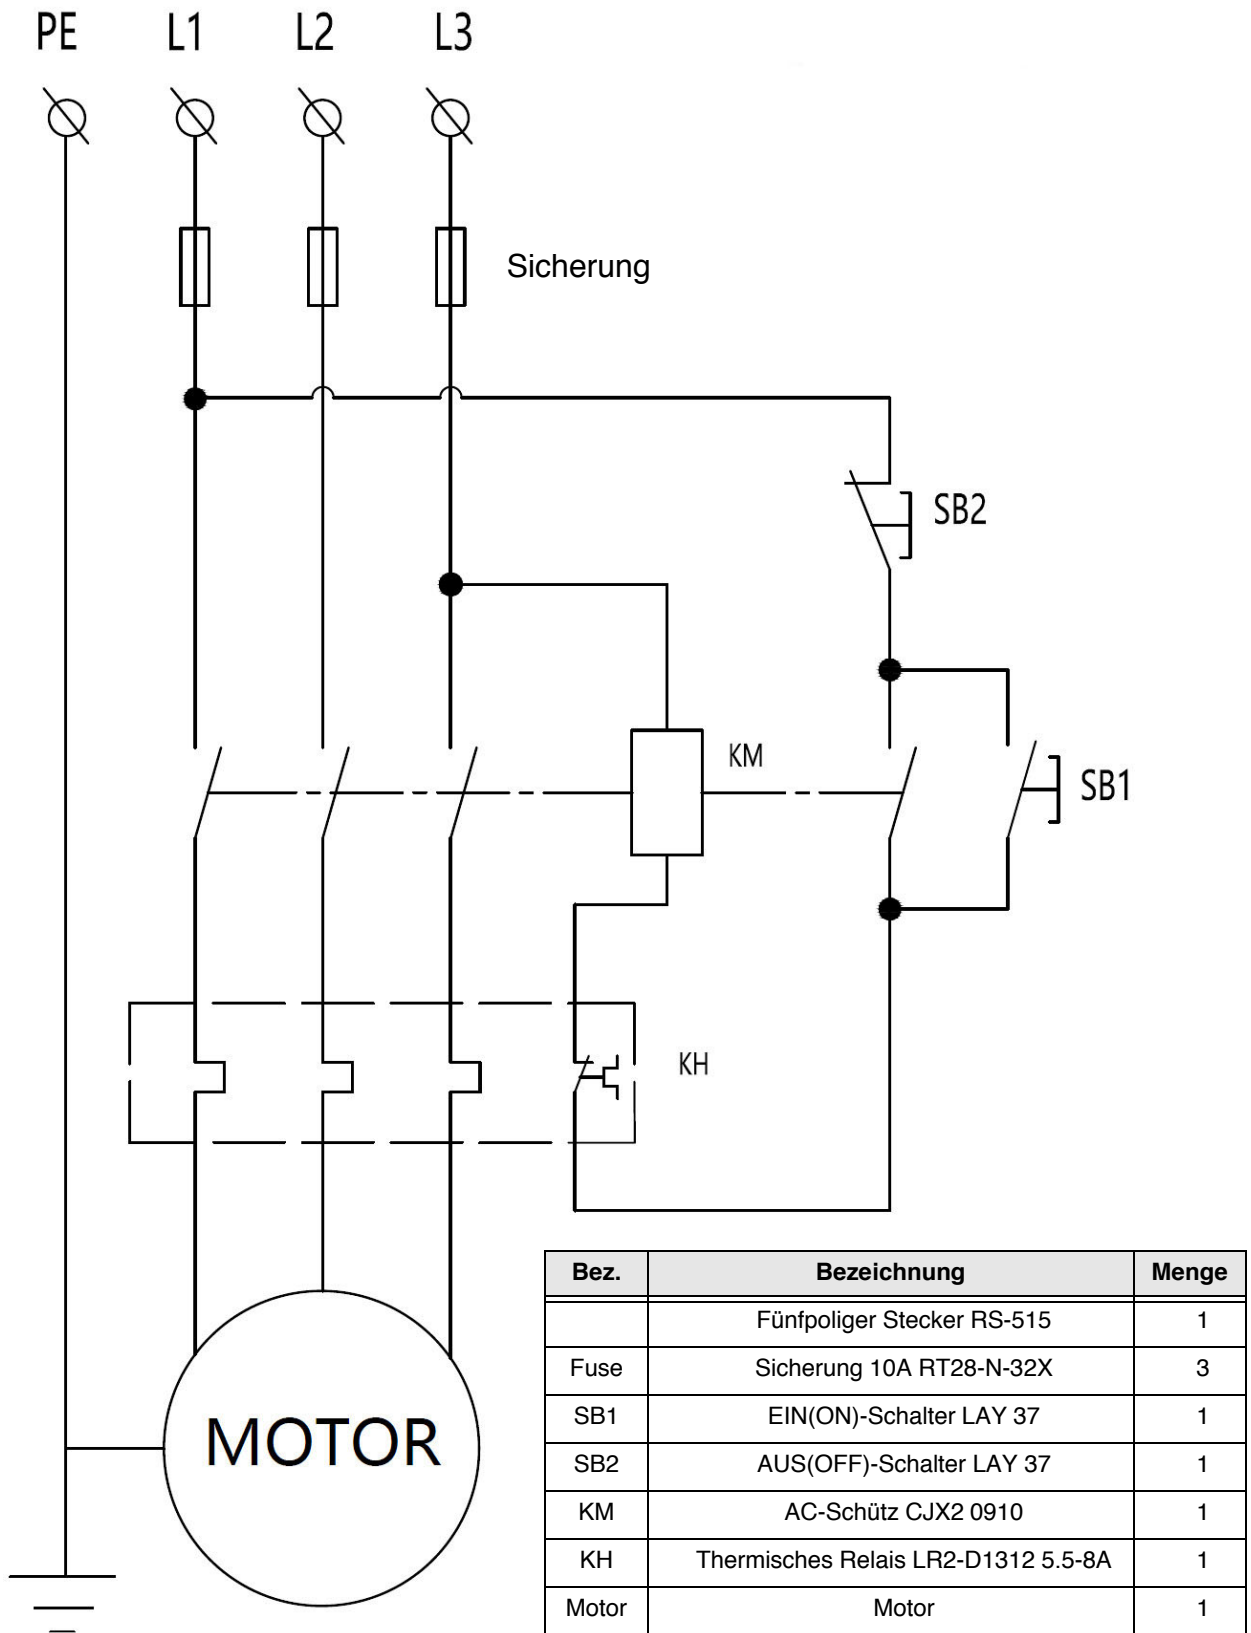 PE L1 L2 L3
Sicherung
SB2
KM
SB1
KH
MOTOR
Bez. Bezeichnung Menge
Fünfpoliger Stecker RS-515 1
Fuse Sicherung 10A RT28-N-32X 3
SB1 EIN(ON)-Schalter LAY 37 1
SB2 AUS(OFF)-Schalter LAY 37 1
KM AC-Schütz CJX2 0910 1
KH Thermisches Relais LR2-D1312 5.5-8A 1
Motor Motor 1